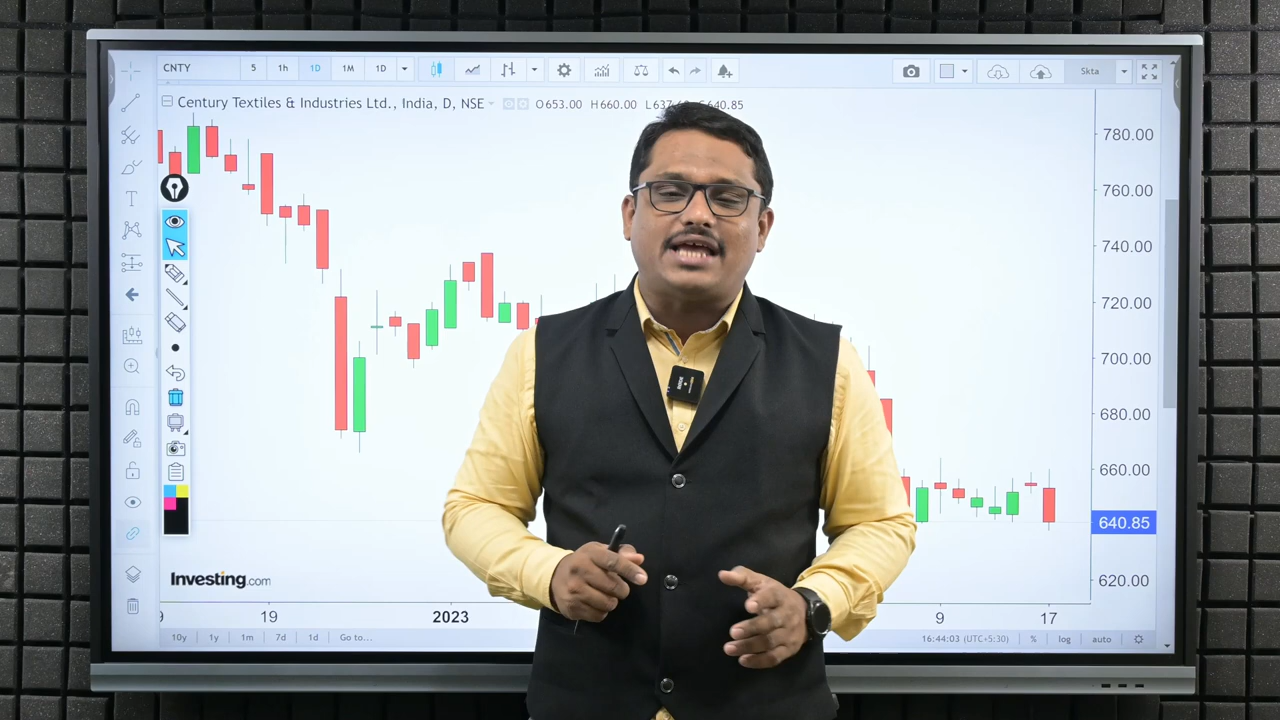 CNTY 5 1h 1D 1M 1D Skta
Century Textiles & Industries Ltd., India, D, NSE O653.00 H660.00 640.85
780.00
760.00
740.00
720.00
700.00
680.00
660.00
640.85
620.00
T
Investing.com
19 2023 9 17
10y 1y 1m 7d 1d Go to... 16:44:03 (UTC+5:30) % log auto